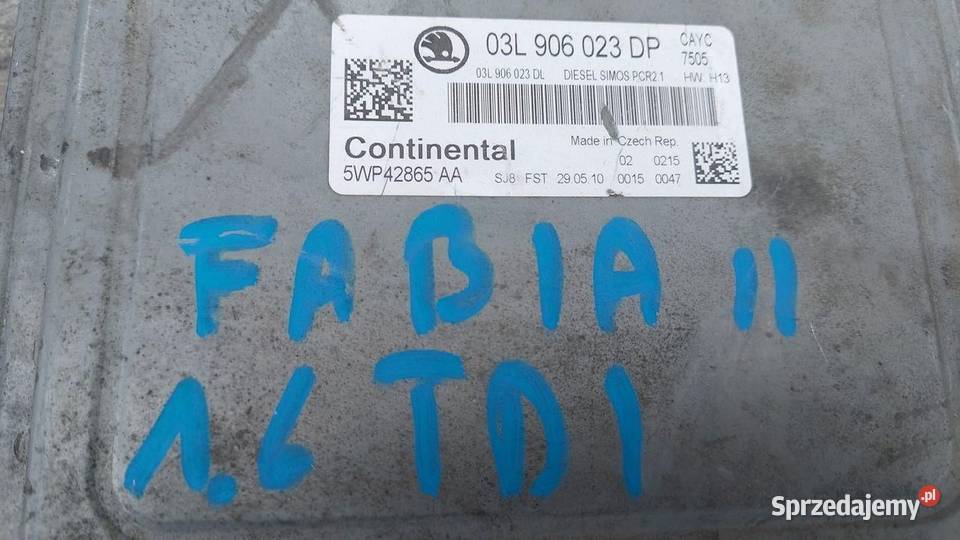 03L 906 023 DP CAYC
7505
03L 906 023 DL DIESEL SIMOS PCR2.1 HW: H13
Continental Made in Czech Rep.
5WP42865 AA 02 0215
SJ8 FST 29.05.10 0015 0047
FABIA II
1.6 TDI
Sprzedajemy.pl